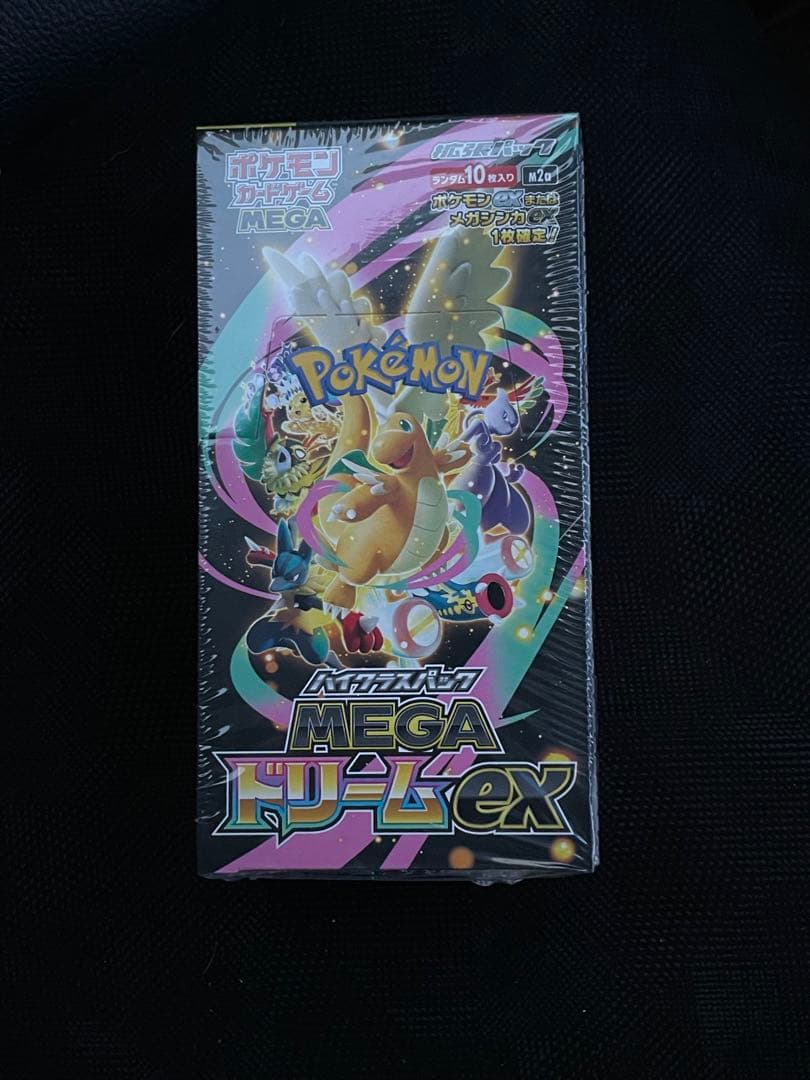 ポケモン
カードゲーム
MEGA
拡張パック
ランダム10枚入り M2a
ポケモンexまたは
メガシンカex
1枚確定!!
POKéMON
ハイクラスパック
MEGA
ドリームex